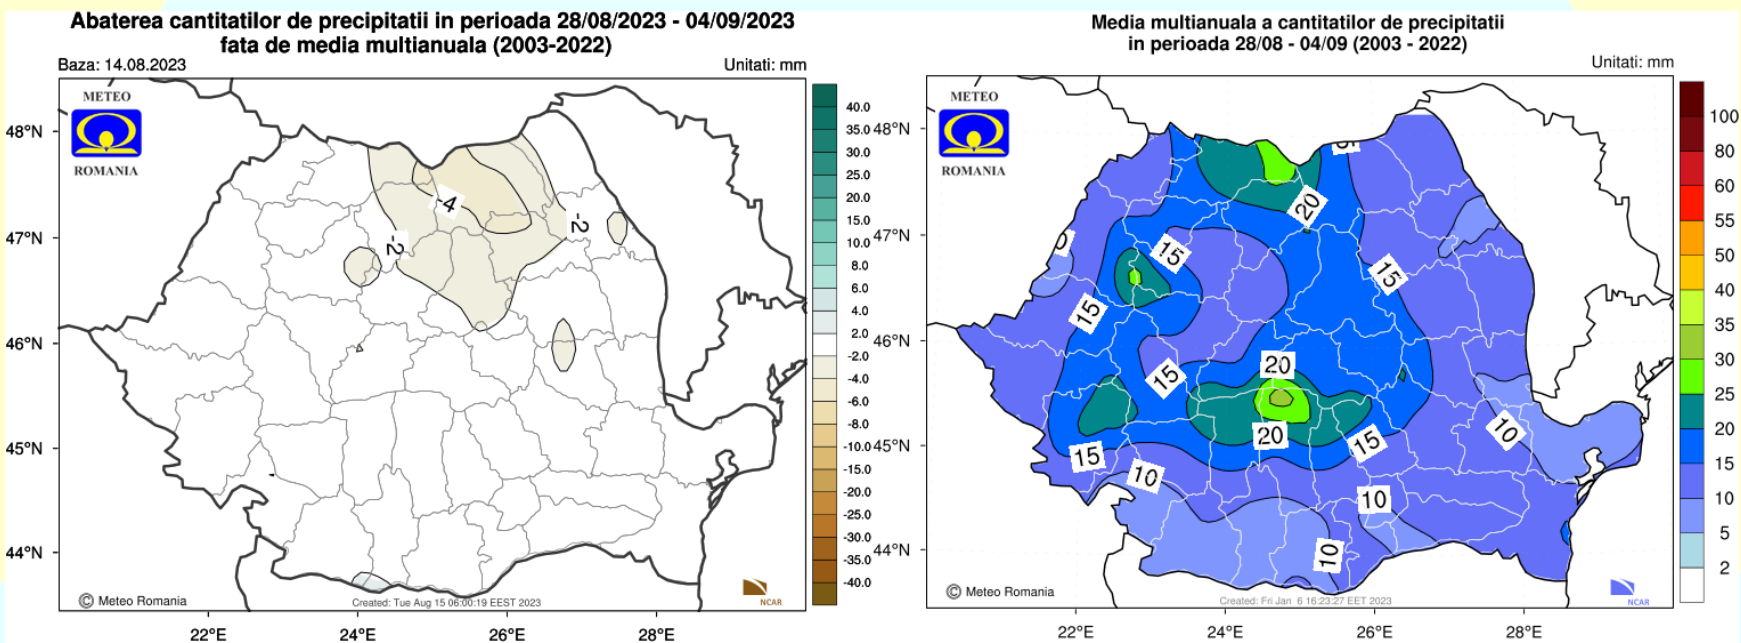 Abaterea cantitatilor de precipitatii in perioada 28/08/2023 - 04/09/2023
fata de media multianuala (2003-2022)
Baza: 14.08.2023
Unitati: mm
METEO
ROMANIA
48°N
47°N
46°N
45°N
44°N
-4
-2
-2
40.0
35.0
30.0
25.0
20.0
15.0
10.0
8.0
6.0
4.0
2.0
-2.0
-4.0
-6.0
-8.0
-10.0
-15.0
-20.0
-25.0
-30.0
-35.0
-40.0
© Meteo Romania
Created: Tue Aug 15 06:00:19 EEST 2023
NCAR
22°E
24°E
26°E
28°E
Media multianuala a cantitatilor de precipitatii
in perioada 28/08 - 04/09 (2003 - 2022)
Unitati: mm
METEO
ROMANIA
48°N
47°N
46°N
45°N
44°N
20
15
15
15
20
15
20
15
15
10
10
10
10
100
80
60
55
50
40
35
30
25
20
15
10
5
2
© Meteo Romania
Created: Fri Jan 6 16:23:27 EET 2023
NCAR
22°E
24°E
26°E
28°E